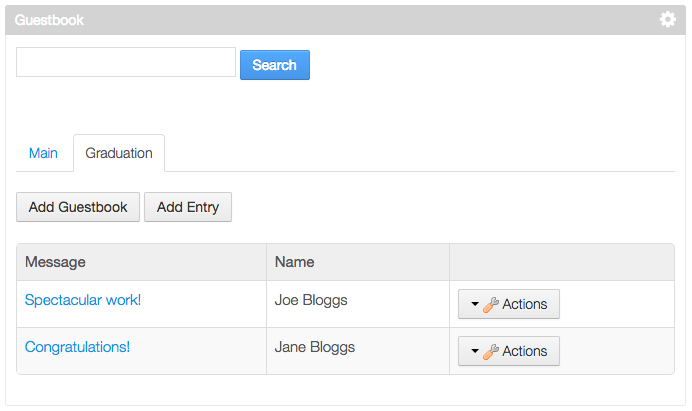 Guestbook
Search
Main Graduation
Add Guestbook Add Entry
Message Name
Spectacular work! Joe Bloggs Actions
Congratulations! Jane Bloggs Actions